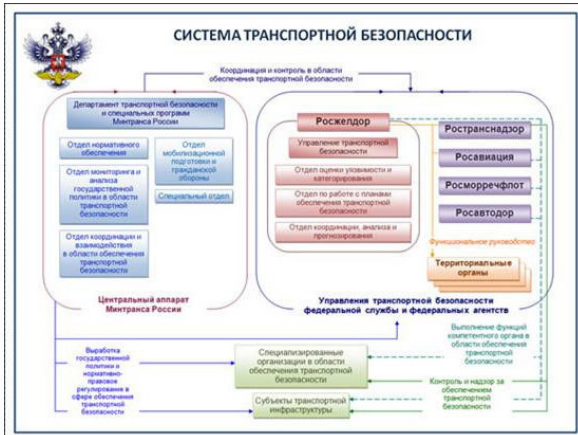 СИСТЕМА ТРАНСПОРТНОЙ БЕЗОПАСНОСТИ
Координация и контроль в области
обеспечения транспортной безопасности
Департамент транспортной безопасности
и специальных программ
Минтранса России
Отдел нормативного
обеспечения
Отдел
мобилизационной
подготовки и
гражданской
обороны
Отдел мониторинга и
анализа
государственной
политики в области
транспортной
безопасности
Специальный отдел
Отдел координации и
взаимодействия
в области обеспечения
транспортной
безопасности
Центральный аппарат
Минтранса России
Росжелдор
Управление транспортной
безопасности
Отдел оценки уязвимости и
категорирования
Отдел по работе с планами
обеспечения транспортной
безопасности
Отдел координации, анализа и
прогнозирования
Ространснадзор
Росавиация
Росморречфлот
Росавтодор
Функциональное руководство
Территориальные
органы
Управления транспортной безопасности
федеральной службы и федеральных агентств
Выработка
государственной
политики и
нормативно-
правовое
регулирование в
сфере обеспечения
транспортной
безопасности
Специализированные
организации в области
обеспечения транспортной
безопасности
Субъекты транспортной
инфраструктуры
Выполнение функций
компетентного органа в
области обеспечения
транспортной
безопасности
Контроль и надзор за
обеспечением
транспортной
безопасности